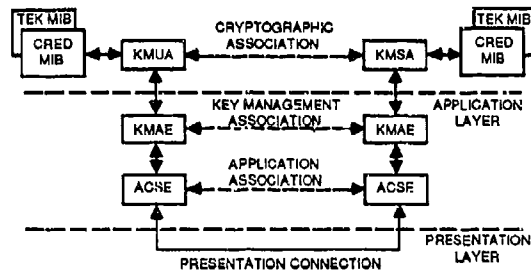 TEK MIB
TEK MIB
CRED
MIB
KMUA
CRYPTOGRAPHIC
ASSOCIATION
KMSA
CRED
MIB
KEY MANAGEMENT
ASSOCIATION
APPLICATION
LAYER
KMAE
KMAE
APPLICATION
ASSOCIATION
ACSE
ACSE
PRESENTATION CONNECTION
PRESENTATION
LAYER